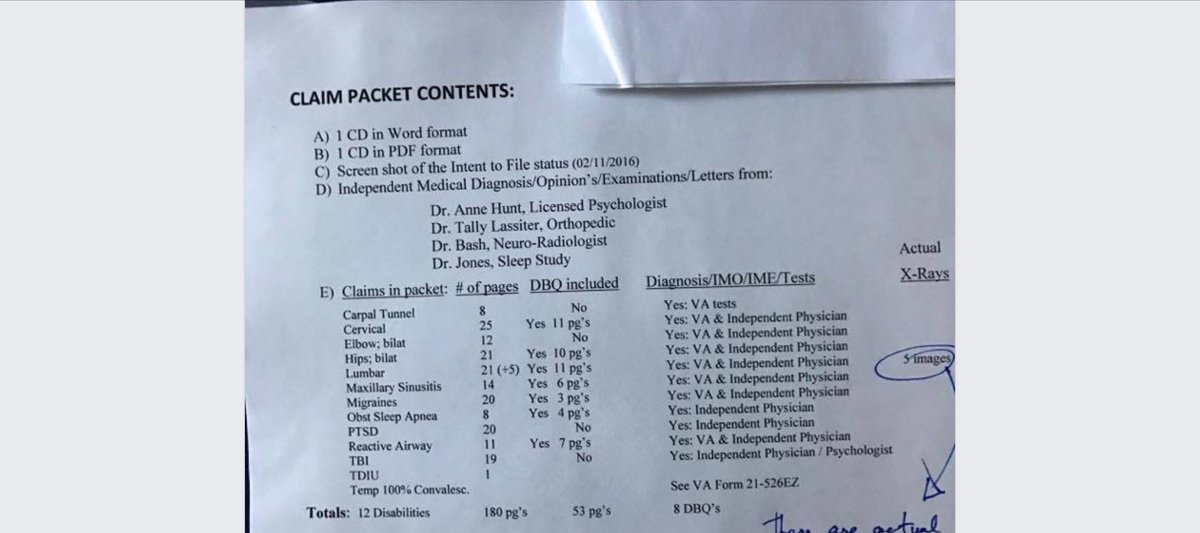 CLAIM PACKET CONTENTS:
A) 1 CD in Word format
B) 1 CD in PDF format
C) Screen shot of the Intent to File status (02/11/2016)
D) Independent Medical Diagnosis/Opinion's/Examinations/Letters from:
Dr. Anne Hunt, Licensed Psychologist
Dr. Tally Lassiter, Orthopedic
Dr. Bash, Neuro-Radiologist
Dr. Jones, Sleep Study
Actual
E) Claims in packet: # of pages DBQ included Diagnosis/IMO/IME/Tests X-Rays
Carpal Tunnel 8 No Yes: VA tests
Cervical 25 Yes 11 pg's Yes: VA & Independent Physician
Elbow; bilat 12 No Yes: VA & Independent Physician
Hips; bilat 21 Yes 10 pg's Yes: VA & Independent Physician
Lumbar 21 (+5) Yes 11 pg's Yes: VA & Independent Physician 5 images
Maxillary Sinusitis 14 Yes 6 pg's Yes: VA & Independent Physician
Migraines 20 Yes 3 pg's Yes: VA & Independent Physician
Obst Sleep Apnea 8 Yes 4 pg's Yes: Independent Physician
PTSD 20 No Yes: Independent Physician
Reactive Airway 11 Yes 7 pg's Yes: VA & Independent Physician
TBI 19 No Yes: Independent Physician / Psychologist
TDIU 1
Temp 100% Convalesc. See VA Form 21-526EZ
Totals: 12 Disabilities 180 pg's 53 pg's 8 DBQ's
are actual